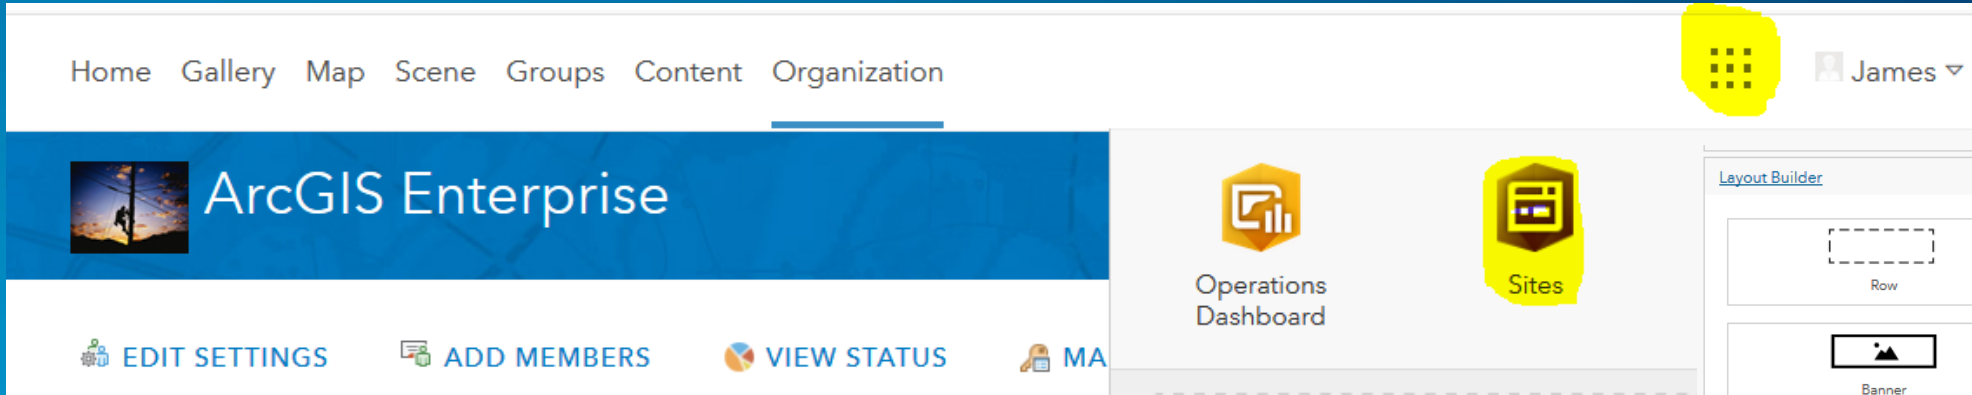 Home Gallery Map Scene Groups Content Organization
James
ArcGIS Enterprise
EDIT SETTINGS ADD MEMBERS VIEW STATUS MA
Operations
Dashboard
Sites
Layout Builder
Row
Banner